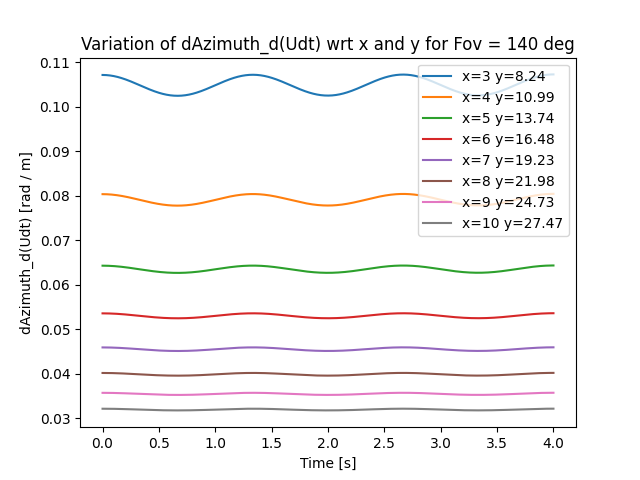 Variation of dAzimuth_d(Udt) wrt x and y for Fov = 140 deg
dAzimuth_d(Udt) [rad / m]
0.11
0.10
0.09
0.08
0.07
0.06
0.05
0.04
0.03
x=3 y=8.24
x=4 y=10.99
x=5 y=13.74
x=6 y=16.48
x=7 y=19.23
x=8 y=21.98
x=9 y=24.73
x=10 y=27.47
0.0 0.5 1.0 1.5 2.0 2.5 3.0 3.5 4.0
Time [s]